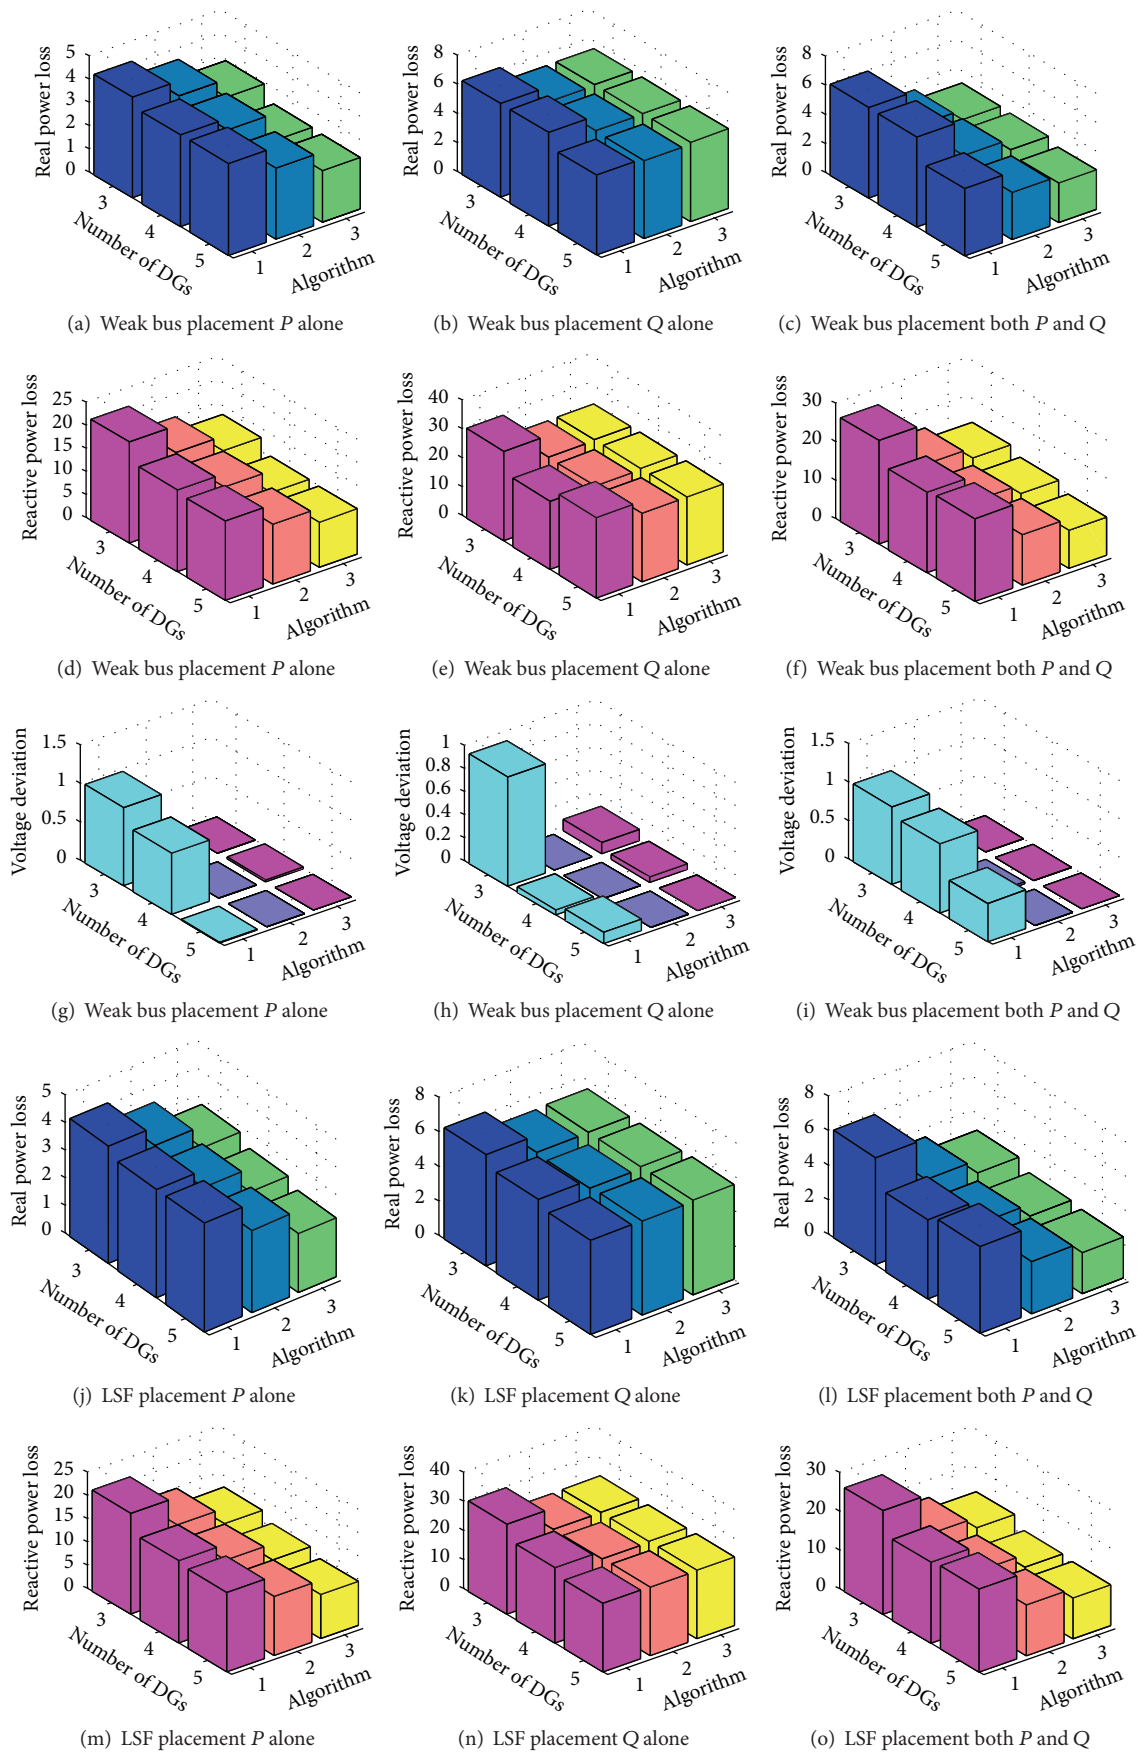 Real power loss
5
4
3
2
1
0
3
4
5
Number of DGs
1
2
3
Algorithm
(a) Weak bus placement P alone
Real power loss
8
6
4
2
0
3
4
5
Number of DGs
1
2
3
Algorithm
(b) Weak bus placement Q alone
Real power loss
8
6
4
2
0
3
4
5
Number of DGs
1
2
3
Algorithm
(c) Weak bus placement both P and Q
Reactive power loss
25
20
15
10
5
0
3
4
5
Number of DGs
1
2
3
Algorithm
(d) Weak bus placement P alone
Reactive power loss
40
30
20
10
0
3
4
5
Number of DGs
1
2
3
Algorithm
(e) Weak bus placement Q alone
Reactive power loss
30
20
10
0
3
4
5
Number of DGs
1
2
3
Algorithm
(f) Weak bus placement both P and Q
Voltage deviation
1.5
1
0.5
0
3
4
5
Number of DGs
1
2
3
Algorithm
(g) Weak bus placement P alone
Voltage deviation
1
0.8
0.6
0.4
0.2
0
3
4
5
Number of DGs
1
2
3
Algorithm
(h) Weak bus placement Q alone
Voltage deviation
1.5
1
0.5
0
3
4
5
Number of DGs
1
2
3
Algorithm
(i) Weak bus placement both P and Q
Real power loss
5
4
3
2
1
0
3
4
5
Number of DGs
1
2
3
Algorithm
(j) LSF placement P alone
Real power loss
8
6
4
2
0
3
4
5
Number of DGs
1
2
3
Algorithm
(k) LSF placement Q alone
Real power loss
8
6
4
2
0
3
4
5
Number of DGs
1
2
3
Algorithm
(l) LSF placement both P and Q
Reactive power loss
25
20
15
10
5
0
3
4
5
Number of DGs
1
2
3
Algorithm
(m) LSF placement P alone
Reactive power loss
40
30
20
10
0
3
4
5
Number of DGs
1
2
3
Algorithm
(n) LSF placement Q alone
Reactive power loss
30
20
10
0
3
4
5
Number of DGs
1
2
3
Algorithm
(o) LSF placement both P and Q